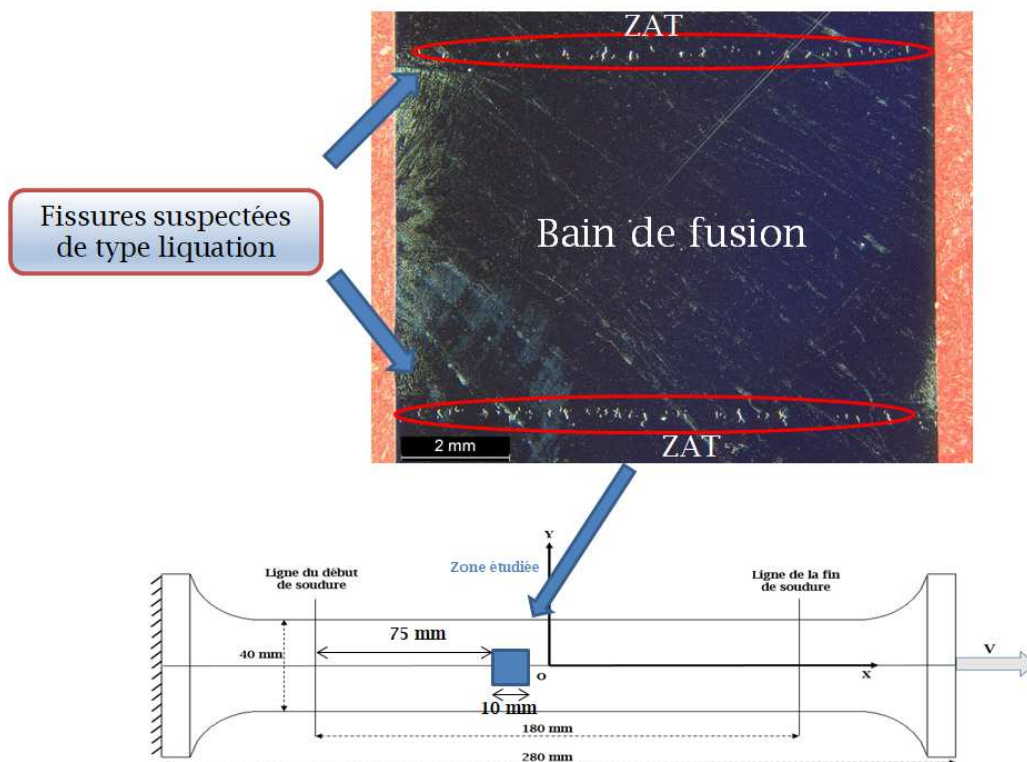 ZAT
Fissures suspectées
de type liquation
Bain de fusion
2 mm
ZAT
Y
Zone étudiée
Ligne du début
de soudure
Ligne de la fin
de soudure
75 mm
V
40 mm
O
X
10 mm
180 mm
280 mm